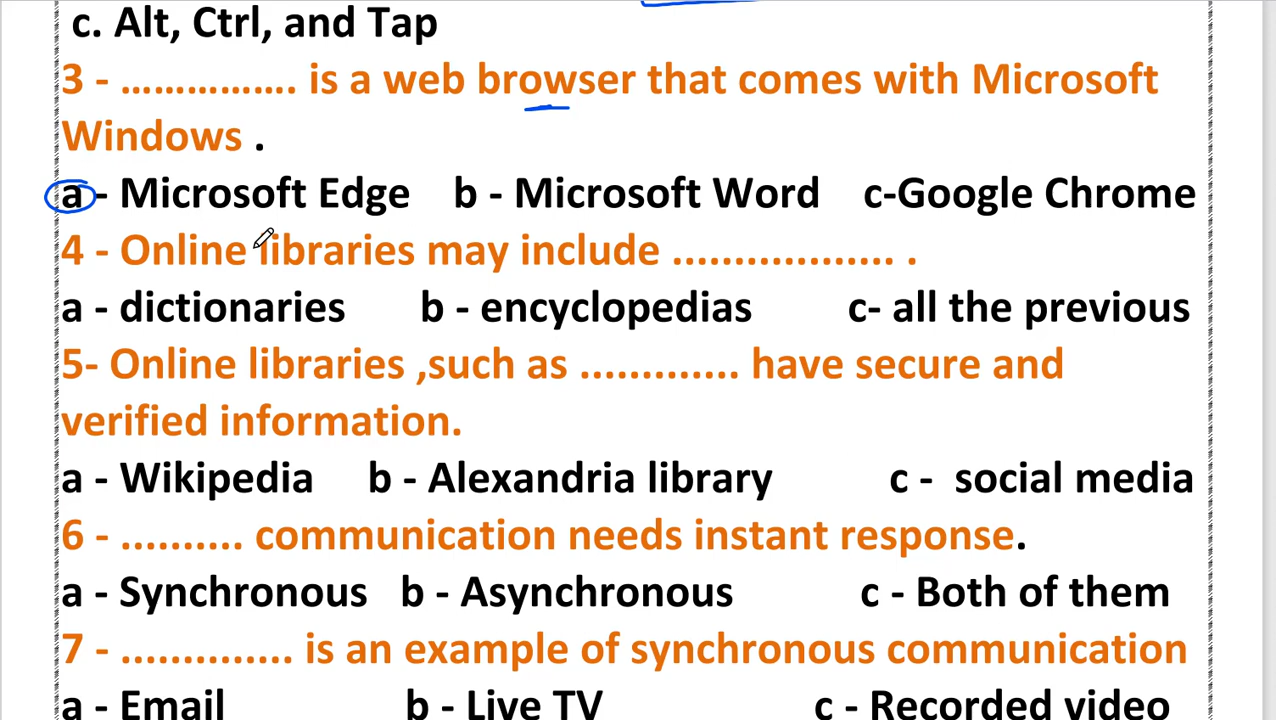 c. Alt, Ctrl, and Tap
3 - ................ is a web browser that comes with Microsoft
Windows .
a - Microsoft Edge b - Microsoft Word c-Google Chrome
4 - Online libraries may include .................. .
a - dictionaries b - encyclopedias c- all the previous
5- Online libraries ,such as ............. have secure and
verified information.
a - Wikipedia b - Alexandria library c - social media
6 - .......... communication needs instant response.
a - Synchronous b - Asynchronous c - Both of them
7 - .............. is an example of synchronous communication
a - Email b - Live TV c - Recorded video